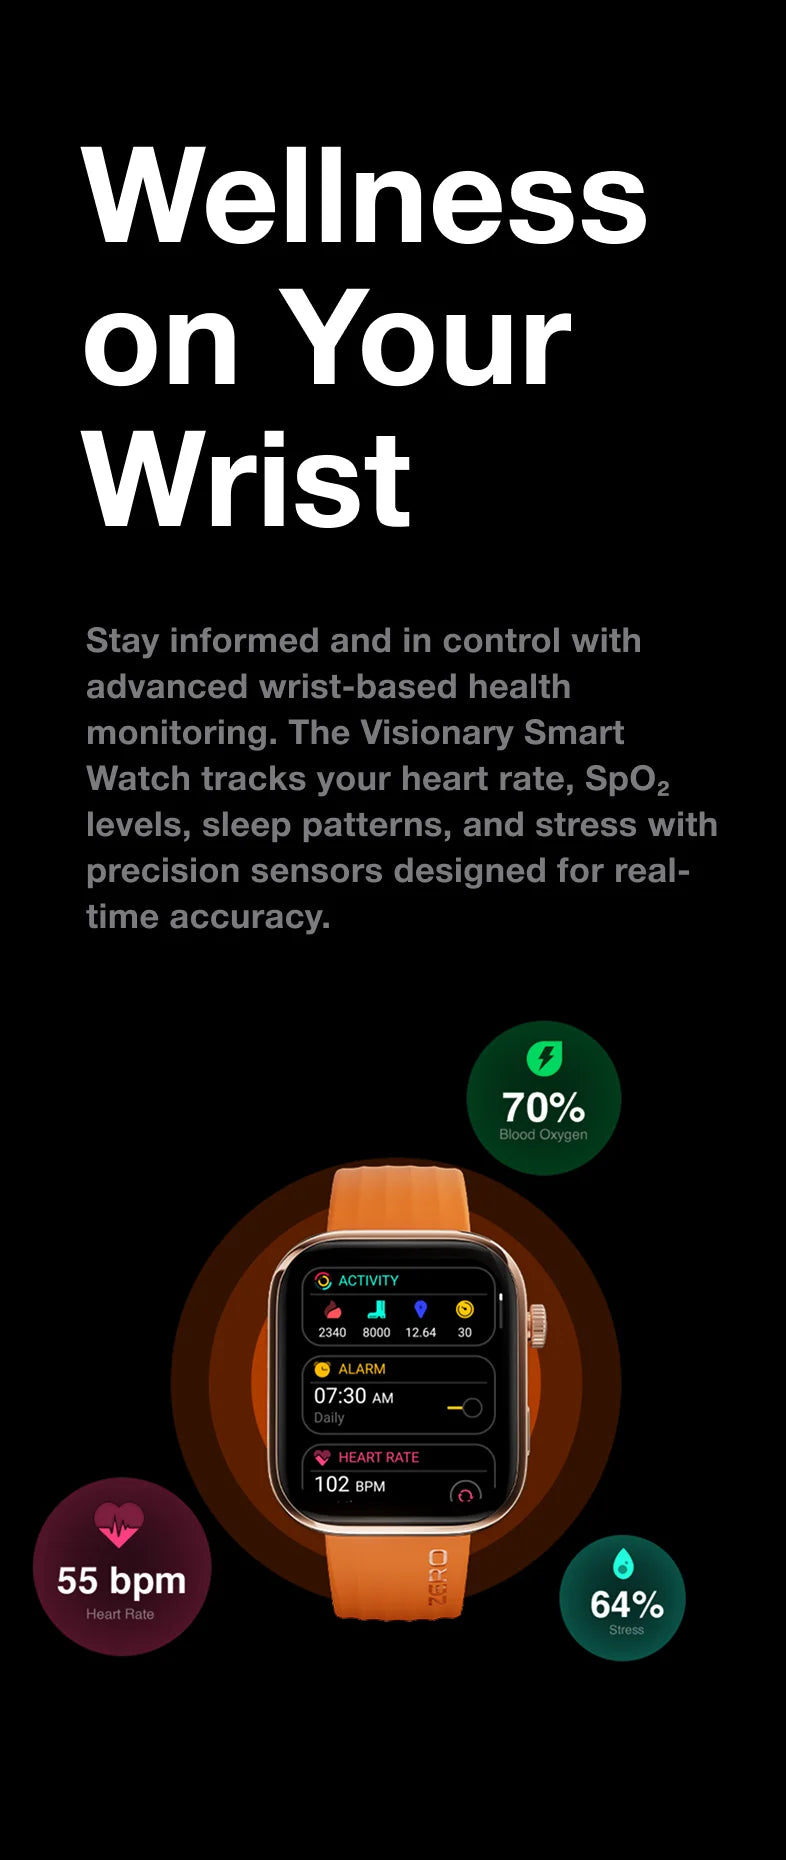 Wellness
on Your
Wrist
Stay informed and in control with
advanced wrist-based health
monitoring. The Visionary Smart
Watch tracks your heart rate, SpO₂
levels, sleep patterns, and stress with
precision sensors designed for real-
time accuracy.
70%
Blood Oxygen
ACTIVITY
2340 8000 12.64 30
ALARM
07:30 AM
Daily
HEART RATE
102 BPM
55 bpm
Heart Rate
ZERO
64%
Stress